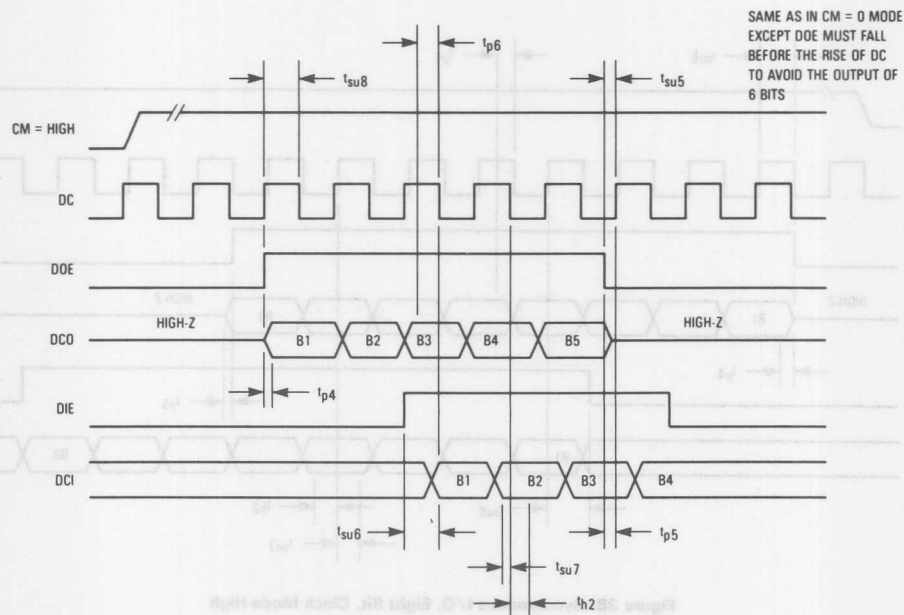 SAME AS IN CM = 0 MODE
EXCEPT DOE MUST FALL
BEFORE THE RISE OF DC
TO AVOID THE OUTPUT OF
6 BITS
tp6
tsu8
tsu5
CM = HIGH
DC
DOE
DCO
HIGH-Z
B1
B2
B3
B4
B5
HIGH-Z
tp4
DIE
DCI
B1
B2
B3
B4
tsu6
tp5
tsu7
th2